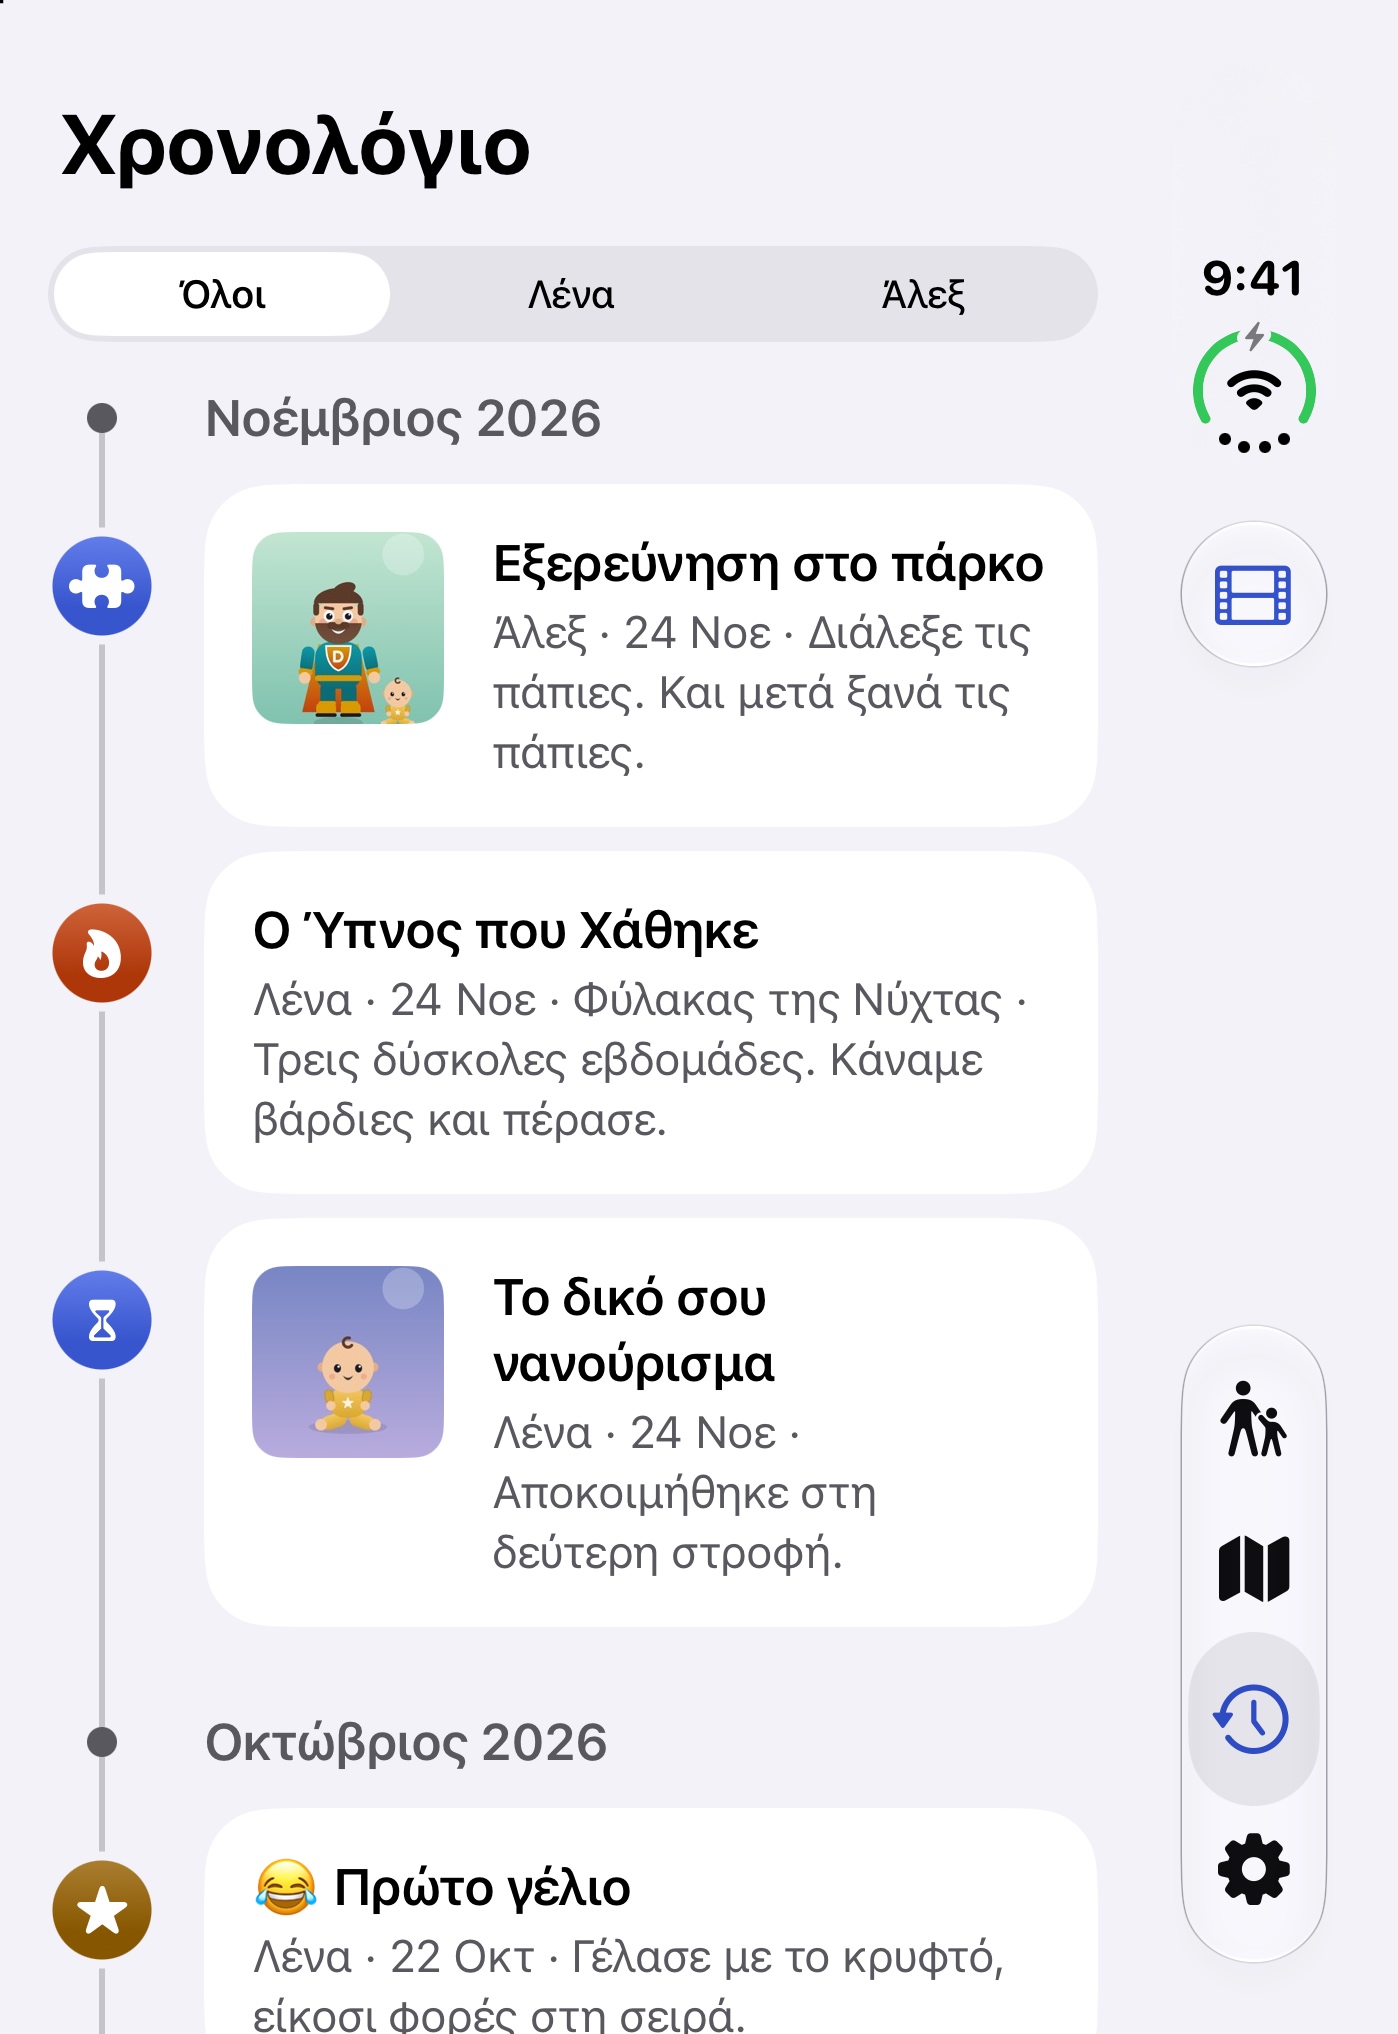 Χρονολόγιο
Όλοι
Λένα
Άλεξ
9:41
Νοέμβριος 2026
D
Εξερεύνηση στο πάρκο
Άλεξ · 24 Νοε · Διάλεξε τις
πάπιες. Και μετά ξανά τις
πάπιες.
Ο Ύπνος που Χάθηκε
Λένα · 24 Νοε · Φύλακας της Νύχτας ·
Τρεις δύσκολες εβδομάδες. Κάναμε
βάρδιες και πέρασε.
Το δικό σου
νανούρισμα
Λένα · 24 Νοε ·
Αποκοιμήθηκε στη
δεύτερη στροφή.
Οκτώβριος 2026
😂 Πρώτο γέλιο
Λένα · 22 Οκτ · Γέλασε με το κρυφτό,
είκοσι φορές στη σειρά.